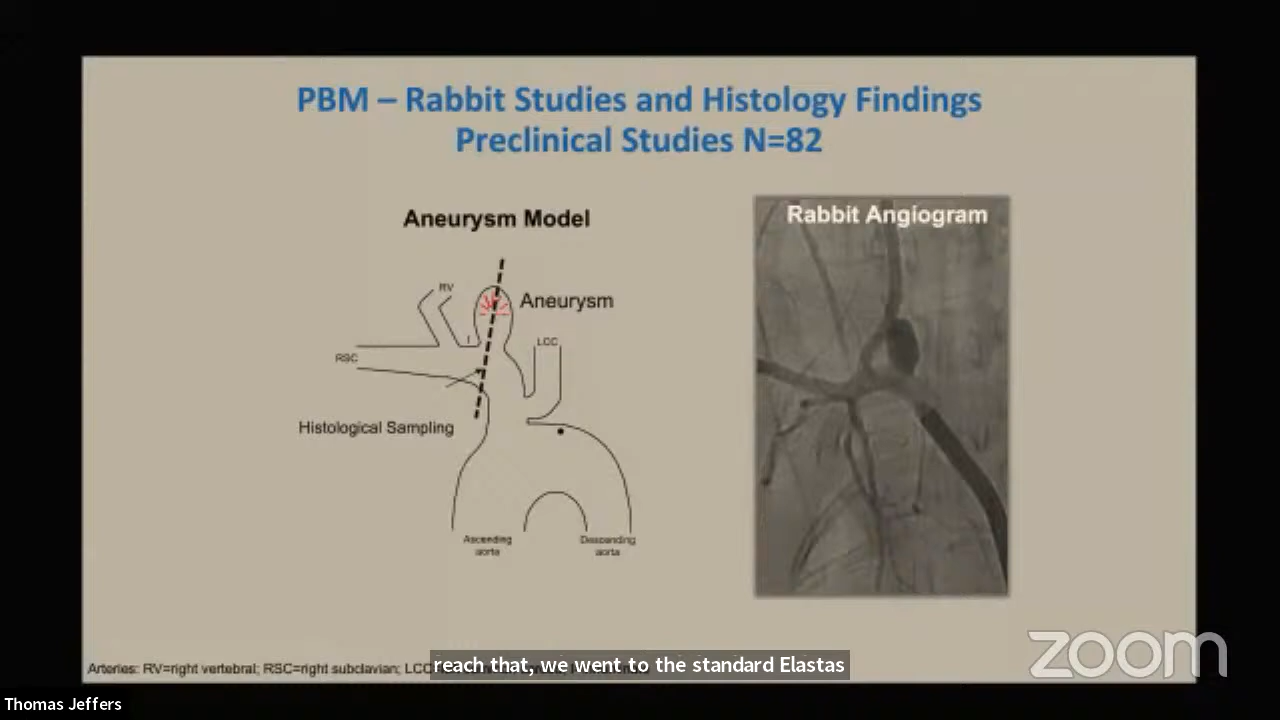 PBM – Rabbit Studies and Histology Findings
Preclinical Studies N=82
Aneurysm Model
Rabbit Angiogram
RV
Aneurysm
I
LCC
RSC
Histological Sampling
Ascending
aorta
Descending
aorta
Arteries: RV=right vertebral; RSC=right subclavian; LCC
reach that, we went to the standard Elastas
zoom
Thomas Jeffers